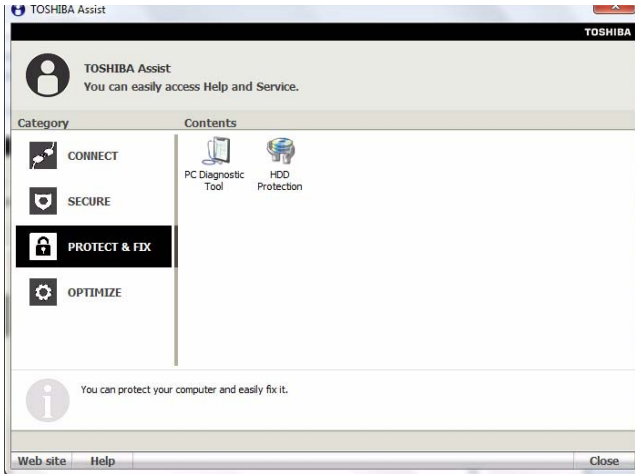 TOSHIBA Assist
TOSHIBA
TOSHIBA Assist
You can easily access Help and Service.
Category
Contents
CONNECT
SECURE
PROTECT & FIX
OPTIMIZE
PC Diagnostic
Tool
HDD
Protection
You can protect your computer and easily fix it.
Web site
Help
Close